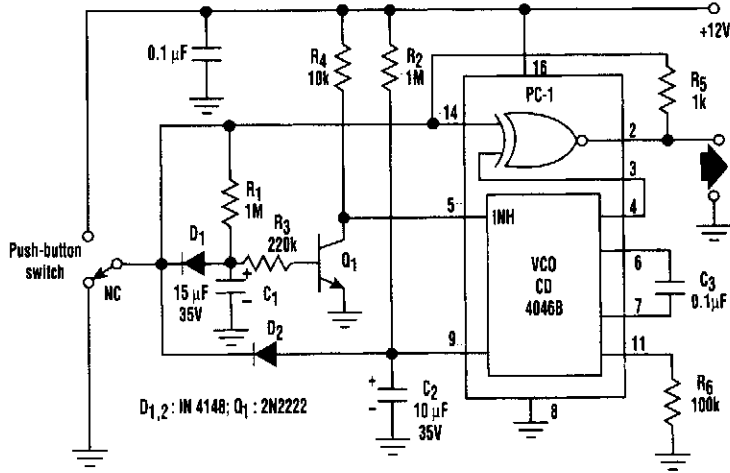 +12V
0.1 µF
R4
10k
R2
1M
16
PC-1
R5
1k
14
2
3
R1
1M
5
INH
4
D1
R3
220k
Push-button
switch
NC
Q1
VCO
CD
4046B
6
C3
0.1µF
15 µF
35V
C1
7
D2
9
11
D1,2 : IN 4148; Q1 : 2N2222
C2
10 µF
35V
8
R6
100k